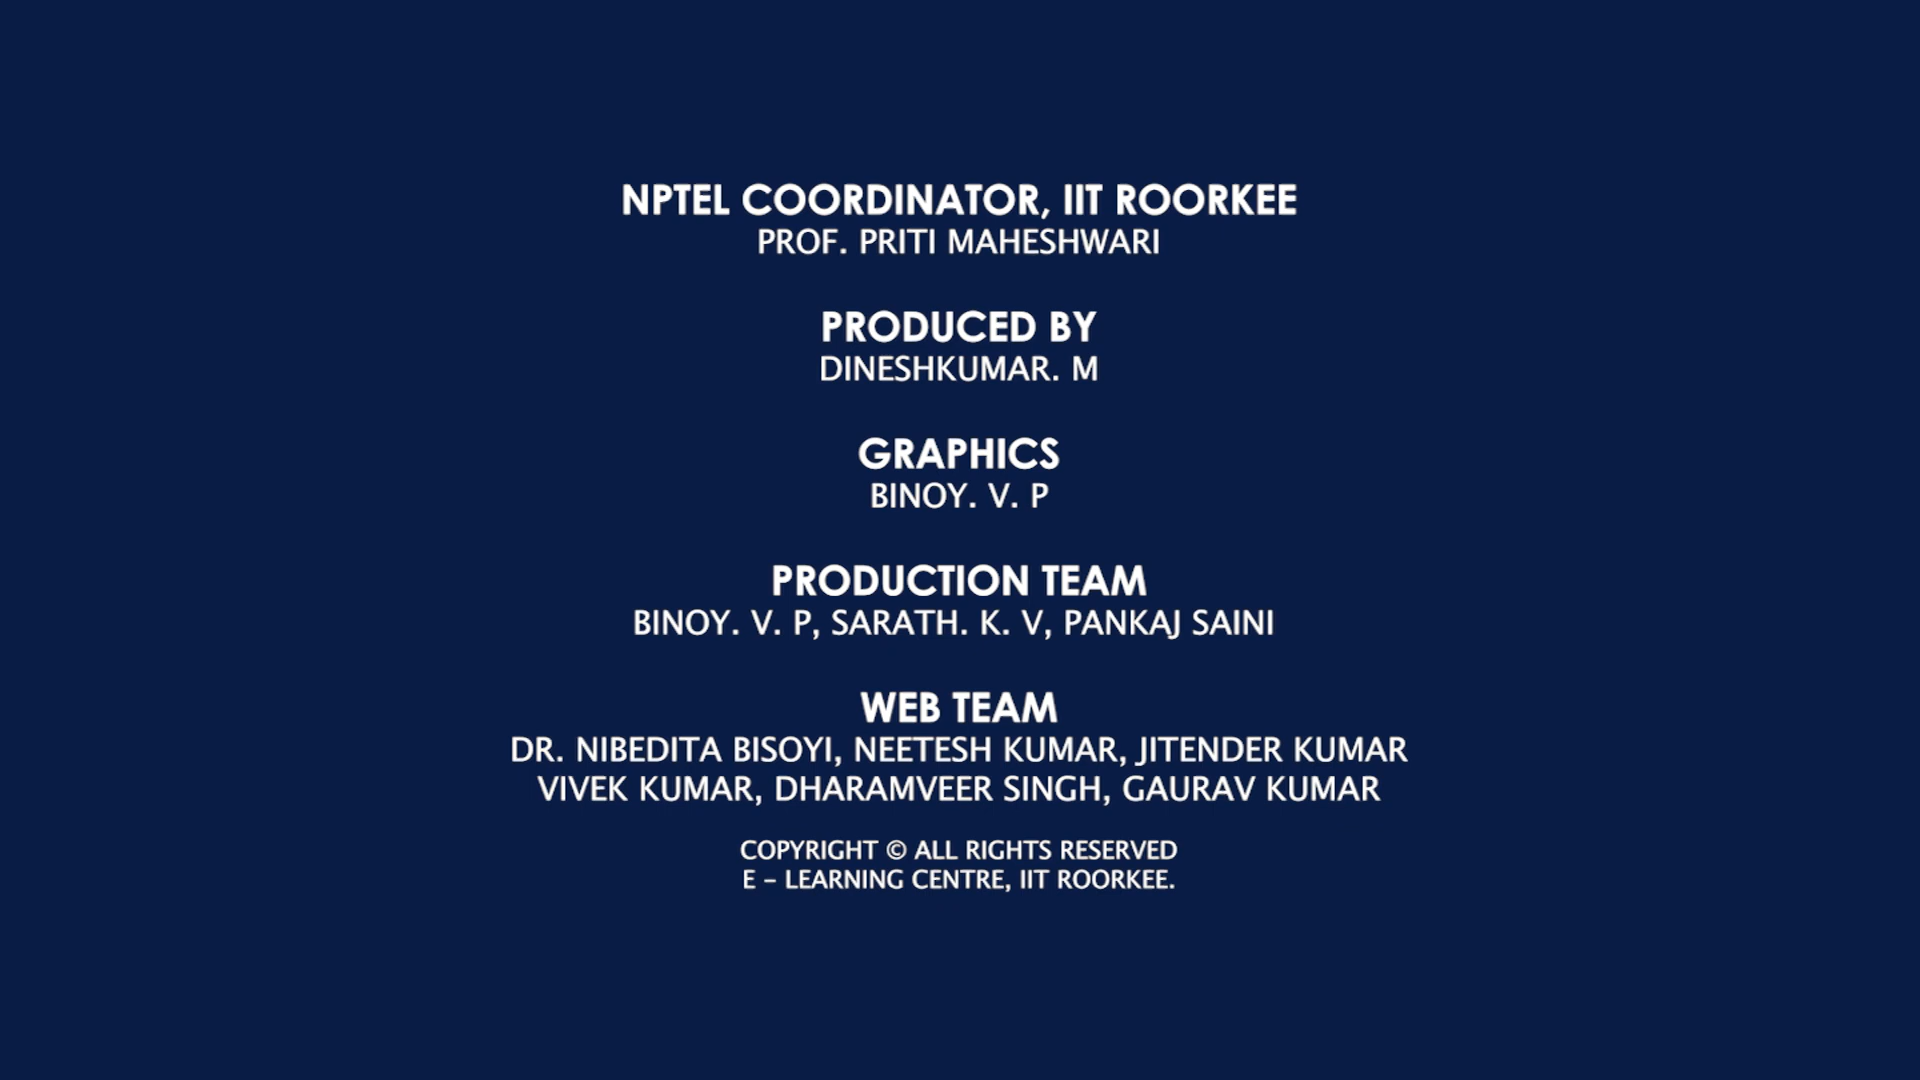 NPTEL COORDINATOR, IIT ROORKEE
PROF. PRITI MAHESHWARI
PRODUCED BY
DINESHKUMAR. M
GRAPHICS
BINOY. V. P
PRODUCTION TEAM
BINOY. V. P, SARATH. K. V, PANKAJ SAINI
WEB TEAM
DR. NIBEDITA BISOYI, NEETESH KUMAR, JITENDER KUMAR
VIVEK KUMAR, DHARAMVEER SINGH, GAURAV KUMAR
COPYRIGHT © ALL RIGHTS RESERVED
E – LEARNING CENTRE, IIT ROORKEE.